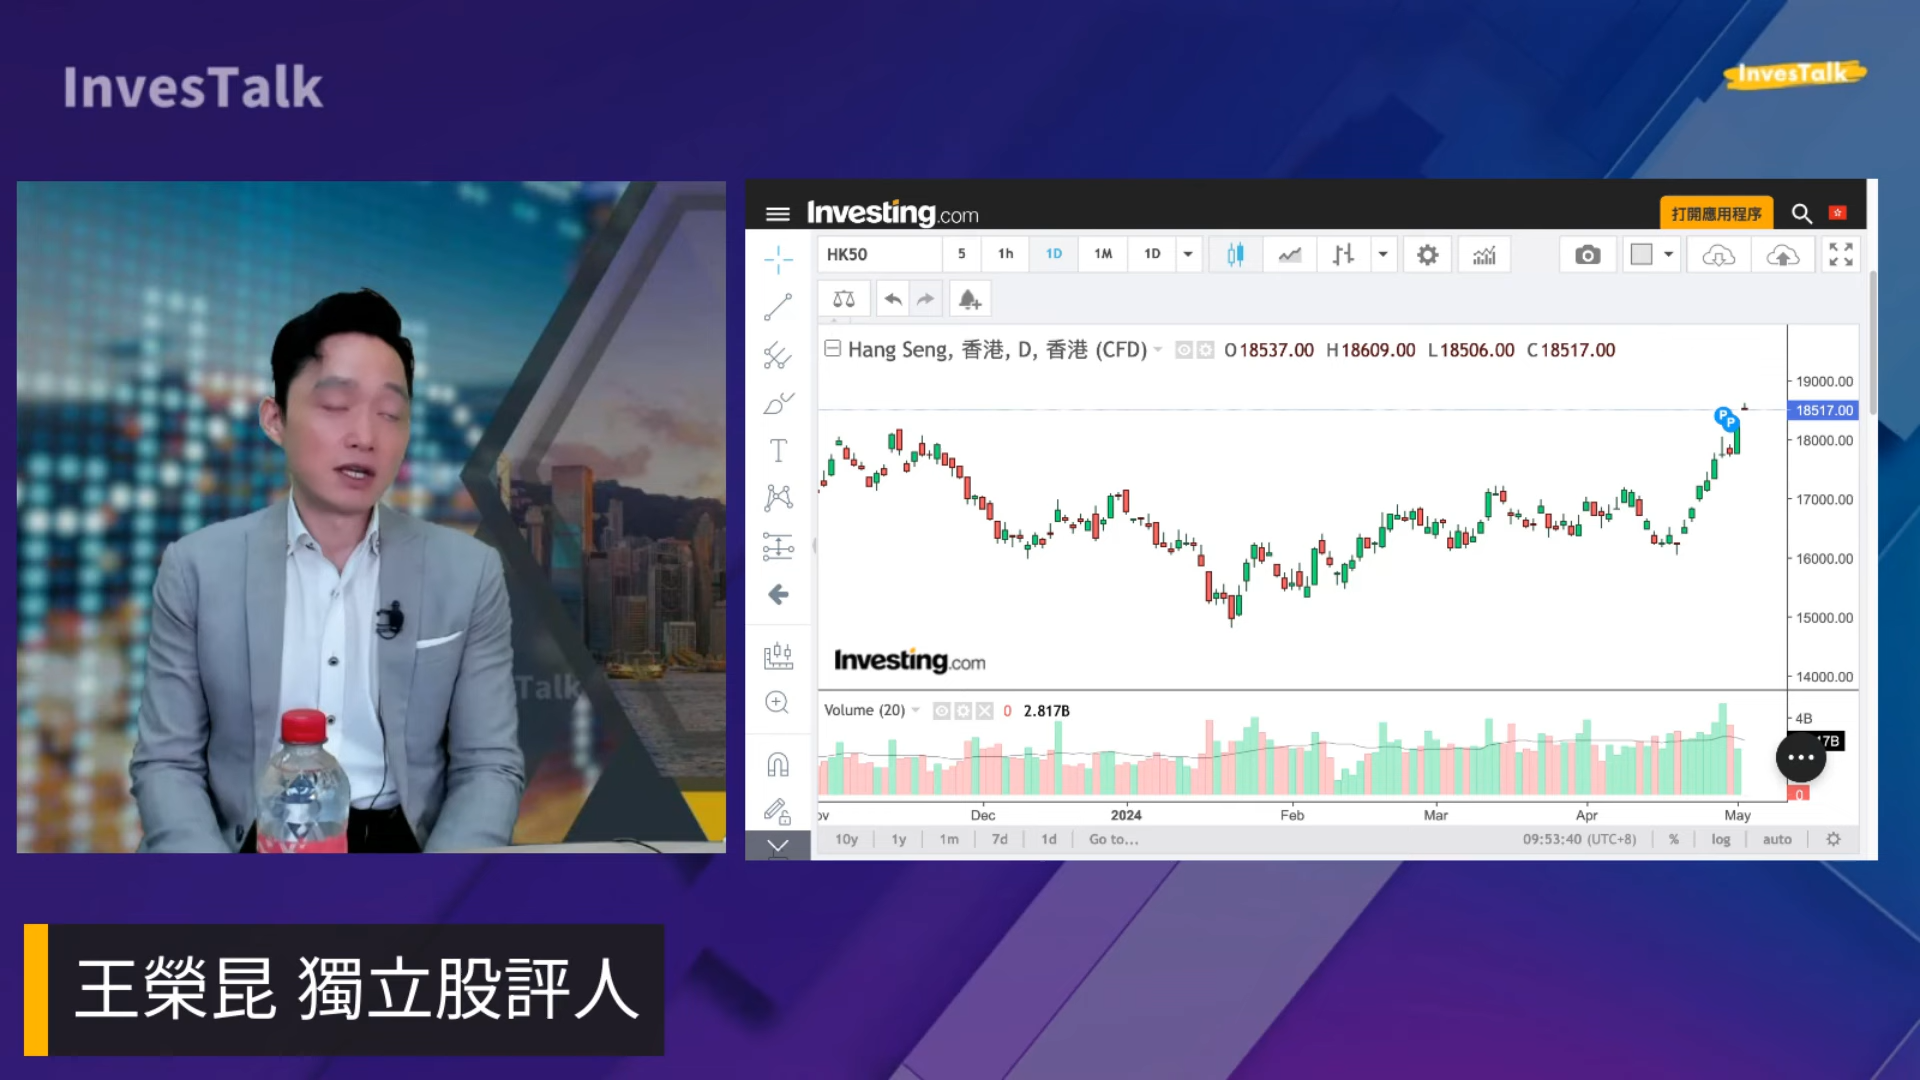 InvesTalk
InvesTalk
Talk
Investing.com
打開應用程序
HK50 5 1h 1D 1M 1D
Hang Seng, 香港, D, 香港 (CFD) O18537.00 H18609.00 L18506.00 C18517.00
19000.00
18517.00
18000.00
17000.00
16000.00
15000.00
14000.00
P
P
Investing.com
Volume (20) 0 2.817B
4B
17B
0
ov Dec 2024 Feb Mar Apr May
10y 1y 1m 7d 1d Go to... 09:53:40 (UTC+8) % log auto
王榮昆 獨立股評人